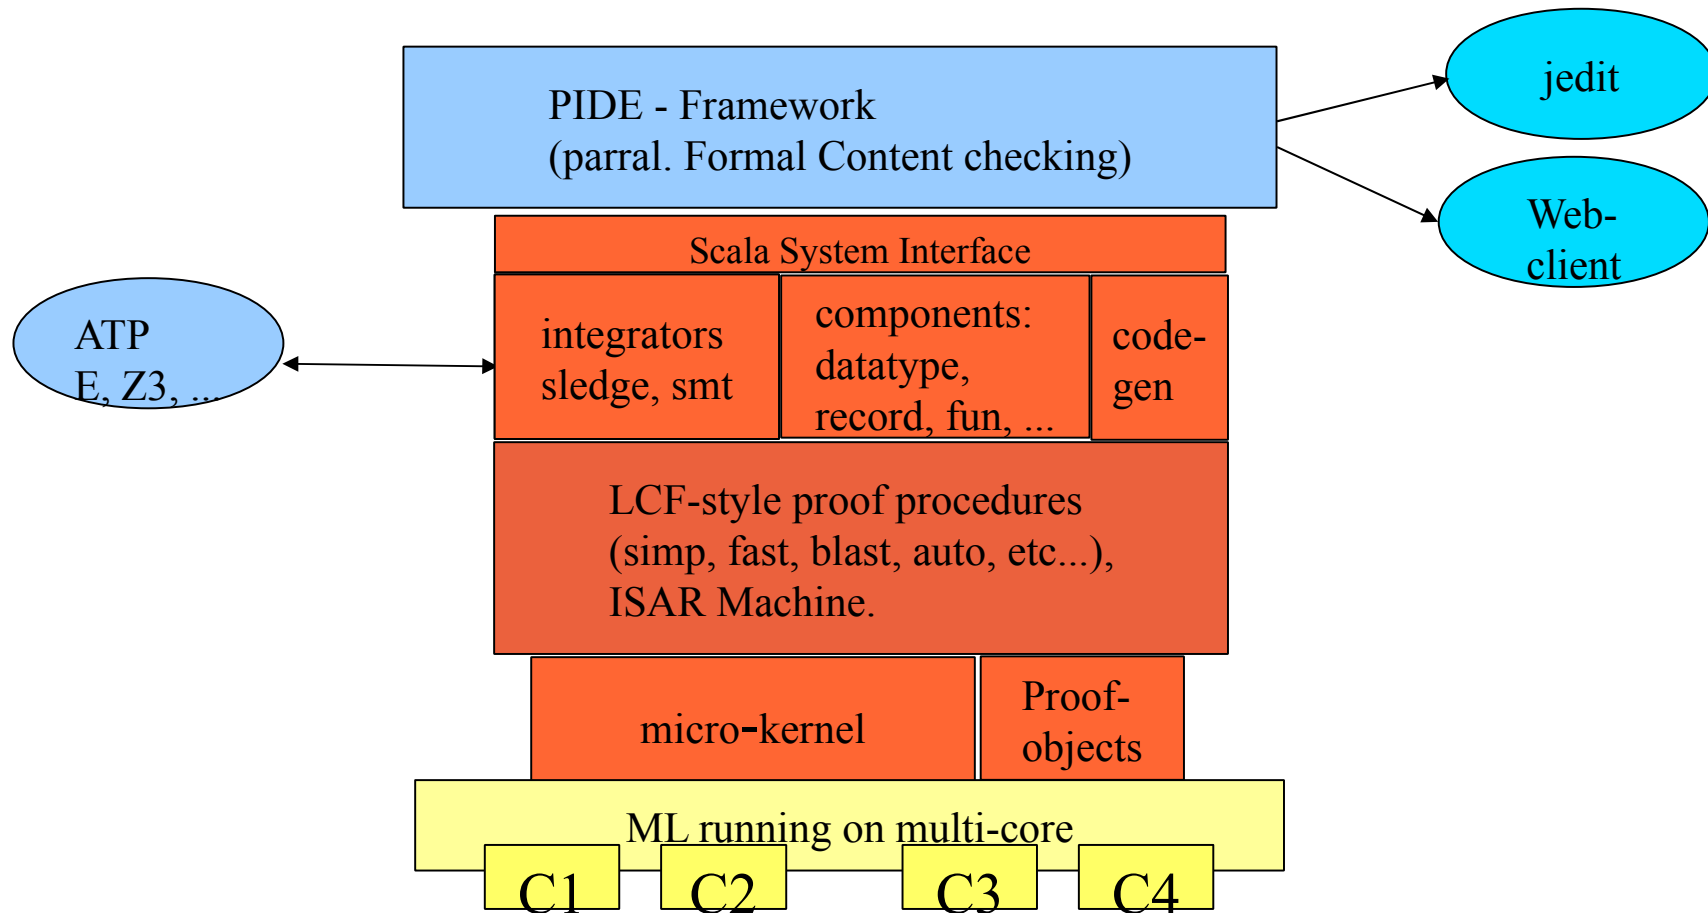 PIDE - Framework
(parral. Formal Content checking)
jedit
Web-
client
Scala System Interface
ATP
E, Z3, ...
integrators
sledge, smt
components:
datatype,
record, fun, ...
code-
gen
LCF-style proof procedures
(simp, fast, blast, auto, etc...),
ISAR Machine.
micro-kernel
Proof-
objects
ML running on multi-core
C1
C2
C3
C4